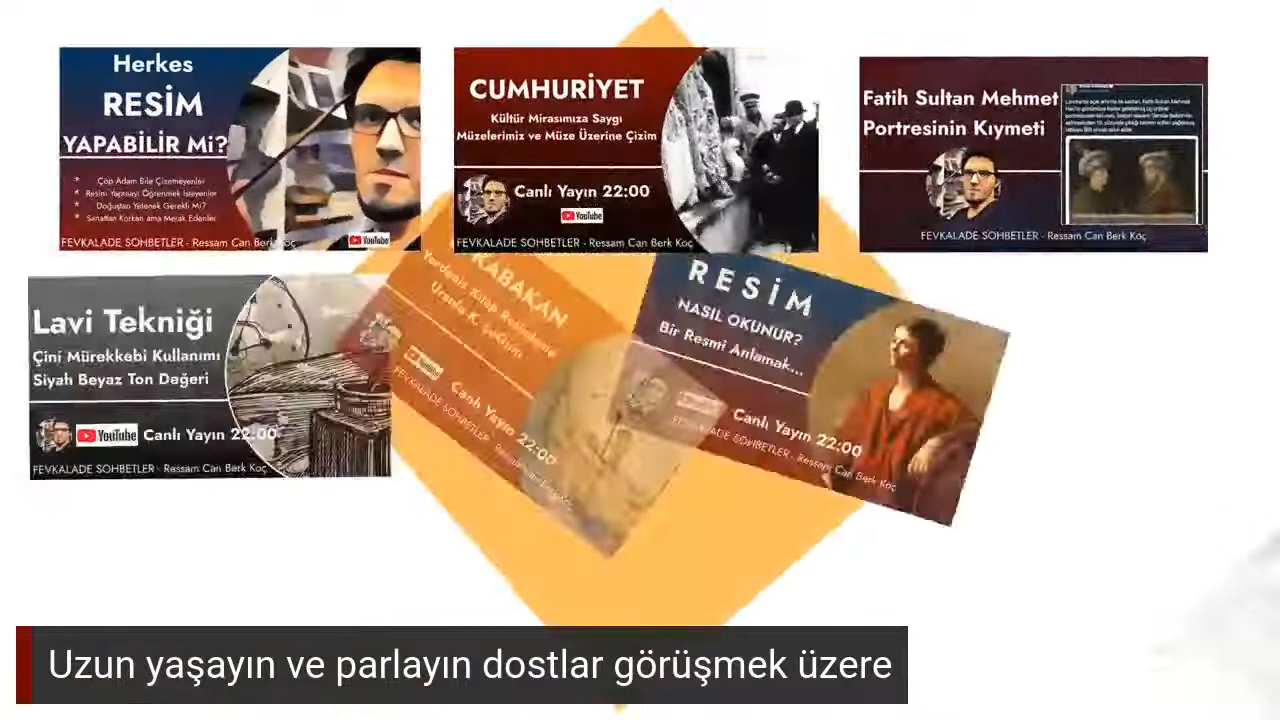 Herkes
RESİM
YAPABİLİR Mi?
* Çöp Adam Bile Çizemeyenler
* Resim Yapmayı Öğrenmek İsteyenler
* Doğuştan Yetenek Gerekli Mi?
* Sanattan Korkan ama Merak Edenler
FEVKALADE SOHBETLER - Ressam Can Berk Koç
YouTube
CUMHURİYET
Kültür Mirasımıza Saygı
Müzelerimiz ve Müze Üzerine Çizim
Canlı Yayın 22:00
YouTube
FEVKALADE SOHBETLER - Ressam Can Berk Koç
Fatih Sultan Mehmet
Portresinin Kıymeti
FEVKALADE SOHBETLER - Ressam Can Berk Koç
Lavi Tekniği
Çini Mürekkebi Kullanımı
Siyah Beyaz Ton Değeri
YouTube Canlı Yayın 22:00
FEVKALADE SOHBETLER - Ressam Can Berk Koç
KABAKAN
Ursula K.
Canlı Yayın 22:00
FEVKALADE SOHBETLER
RESİM
NASIL OKUNUR?
Bir Resmi Anlamak...
Canlı Yayın 22:00
FEVKALADE SOHBETLER - Ressam Can Berk Koç
Uzun yaşayın ve parlayın dostlar görüşmek üzere